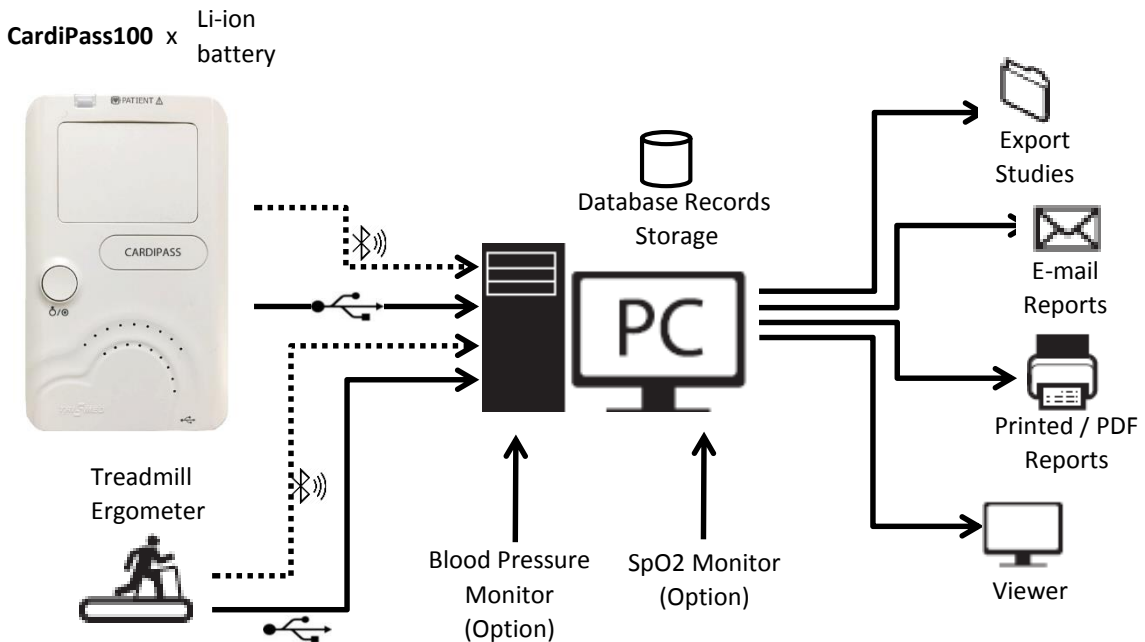 CardiPass100 x Li-ion
battery
PATIENT
CARDIPASS
Treadmill
Ergometer
Database Records
Storage
PC
Blood Pressure
Monitor
(Option)
SpO2 Monitor
(Option)
Export
Studies
E-mail
Reports
Printed / PDF
Reports
Viewer